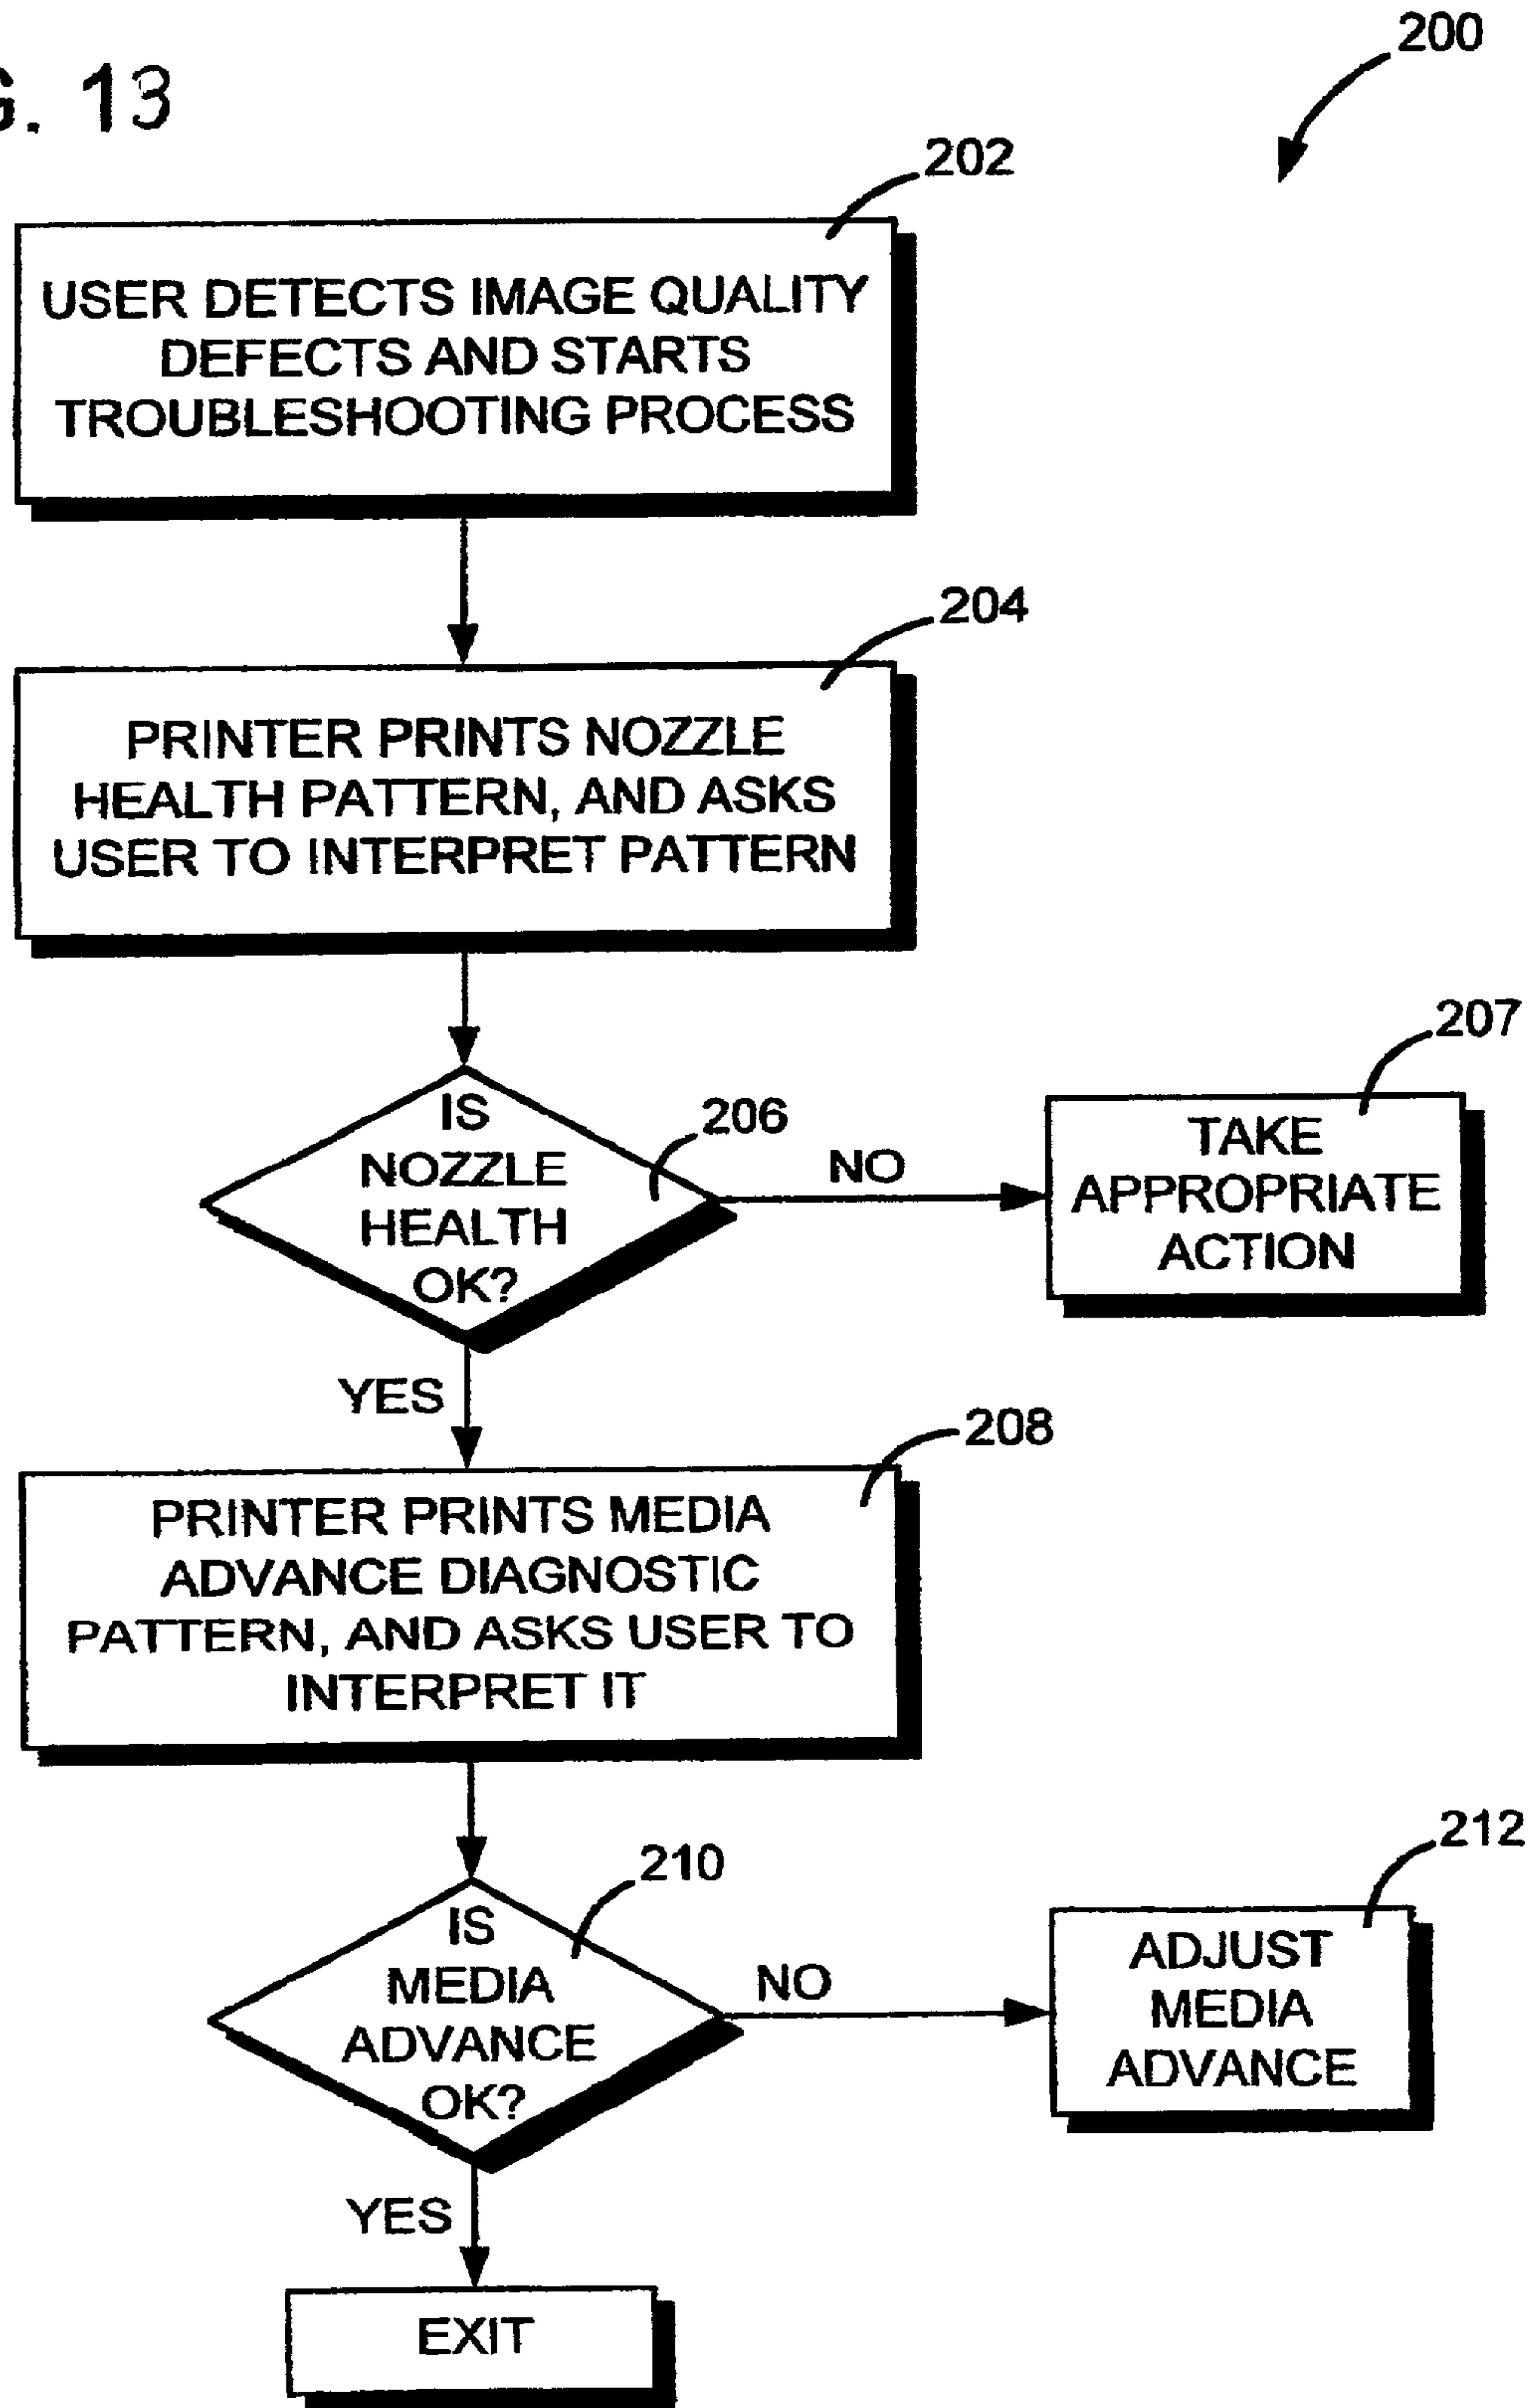 G. 13
200
202
USER DETECTS IMAGE QUALITY
DEFECTS AND STARTS
TROUBLESHOOTING PROCESS
204
PRINTER PRINTS NOZZLE
HEALTH PATTERN, AND ASKS
USER TO INTERPRET PATTERN
206
IS
NOZZLE
HEALTH
OK?
NO
207
TAKE
APPROPRIATE
ACTION
YES
208
PRINTER PRINTS MEDIA
ADVANCE DIAGNOSTIC
PATTERN, AND ASKS USER TO
INTERPRET IT
210
IS
MEDIA
ADVANCE
OK?
NO
212
ADJUST
MEDIA
ADVANCE
YES
EXIT